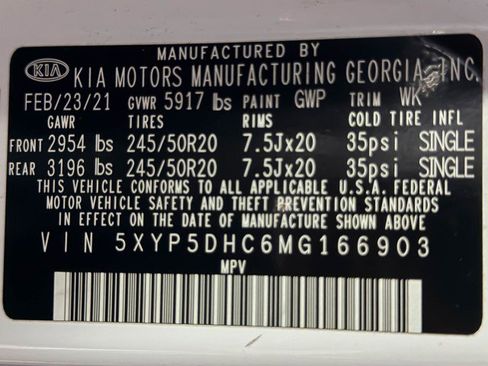 MANUFACTURED BY
KIA KIA MOTORS MANUFACTURING GEORGIA, INC.
FEB/23/21 GVWR 5917 lbs PAINT GWP TRIM WK
GAWR TIRES RIMS COLD TIRE INFL
FRONT 2954 lbs 245/50R20 7.5Jx20 35psi SINGLE
REAR 3196 lbs 245/50R20 7.5Jx20 35psi SINGLE
THIS VEHICLE CONFORMS TO ALL APPLICABLE U.S.A. FEDERAL
MOTOR VEHICLE SAFETY AND THEFT PREVENTION STANDARDS
IN EFFECT ON THE DATE OF MANUFACTURE SHOWN ABOVE.
VIN 5XYP5DHC6MG166903
MPV